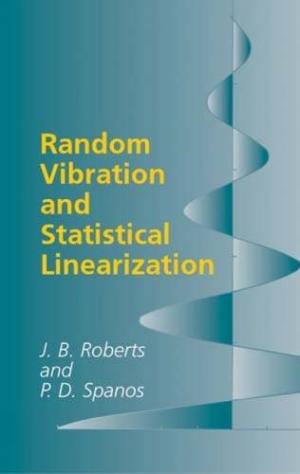 Random
Vibration
and
Statistical
Linearization
J. B. Roberts
and
P. D. Spanos